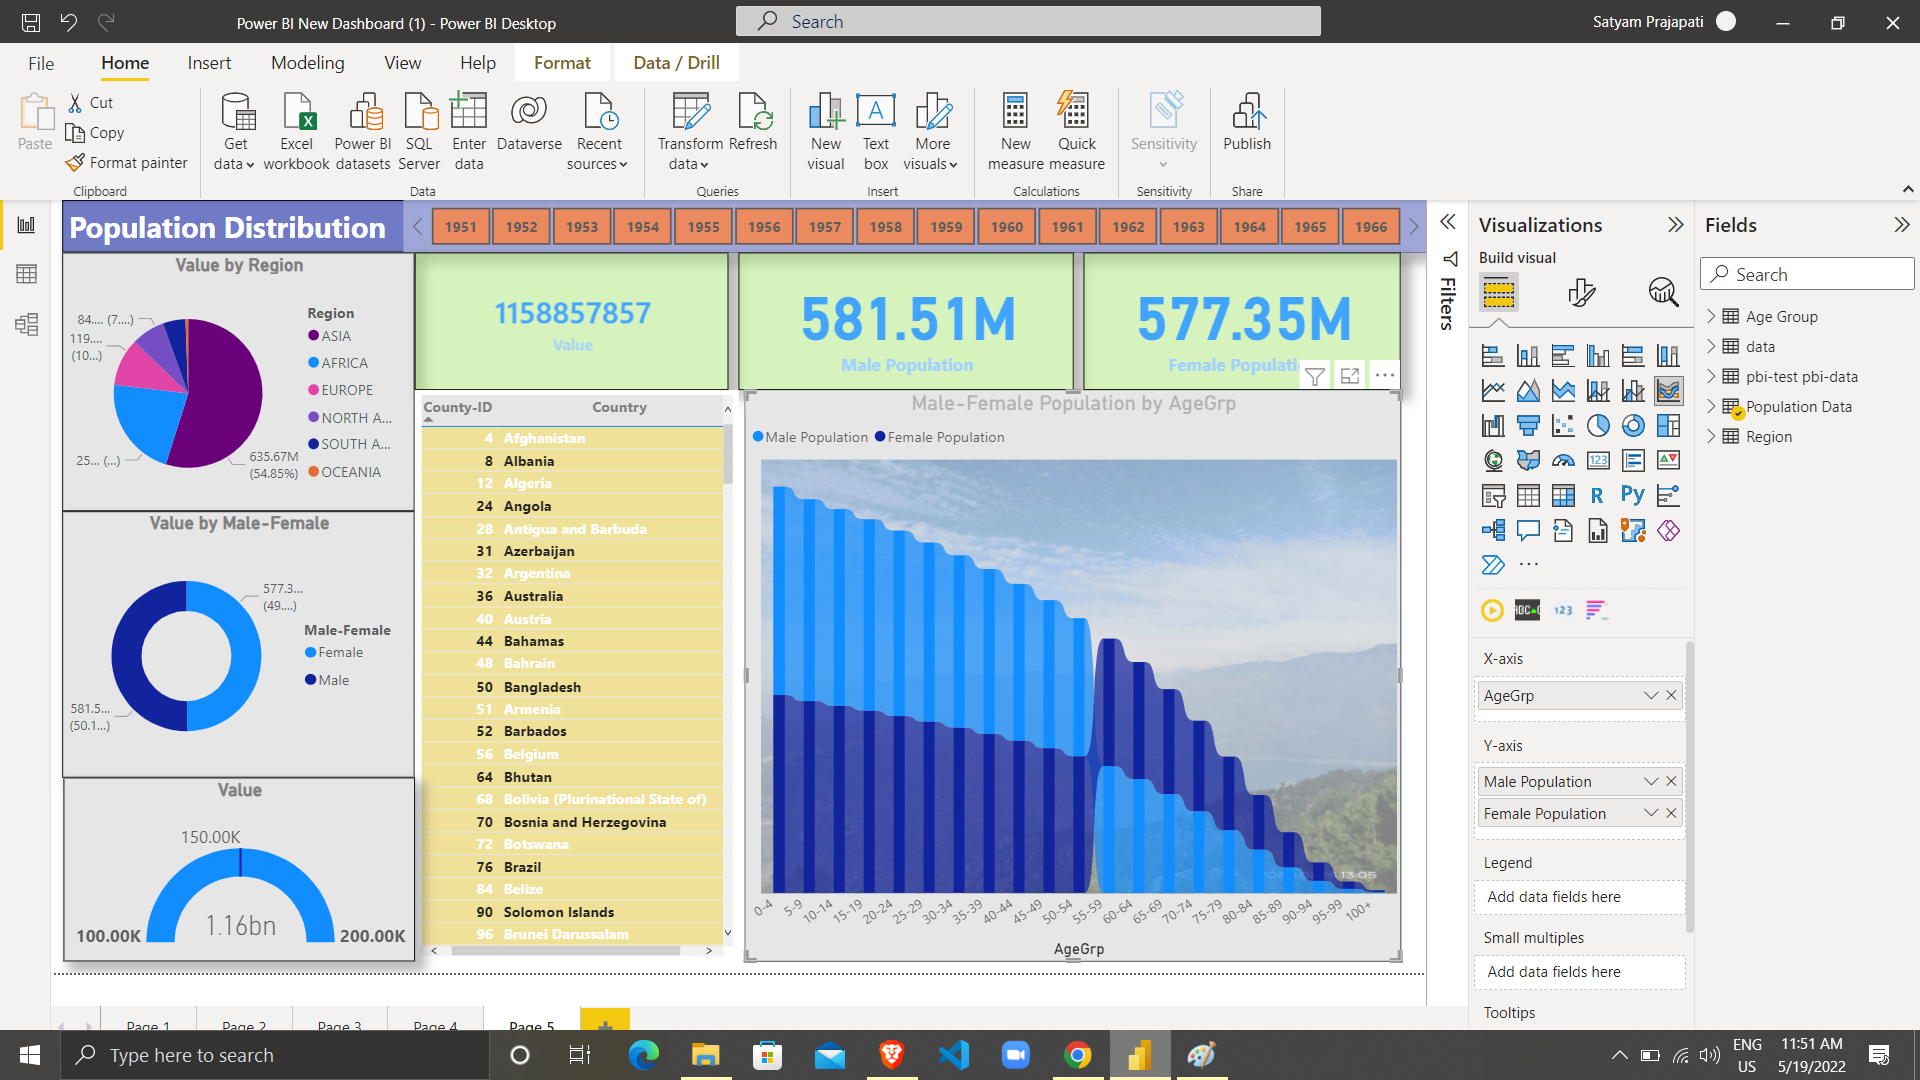 Power BI New Dashboard (1) - Power BI Desktop
Search
Satyam Prajapati
File
Home
Insert
Modeling
View
Help
Format
Data / Drill
Paste
Cut
Copy
Format painter
Clipboard
Get data
Excel workbook
Power BI datasets
SQL Server
Enter data
Dataverse
Recent sources
Data
Transform data
Refresh
Queries
New visual
Text box
More visuals
Insert
New measure
Quick measure
Calculations
Sensitivity
Sensitivity
Publish
Share
Population Distribution
1951 1952 1953 1954 1955 1956 1957 1958 1959 1960 1961 1962 1963 1964 1965 1966
Value by Region
84.... (7....)
119.... (10...)
25... (...)
635.67M (54.85%)
Region
ASIA
AFRICA
EUROPE
NORTH A...
SOUTH A...
OCEANIA
1158857857
Value
581.51M
Male Population
577.35M
Female Populati
Value by Male-Female
577.3... (49....)
581.5... (50.1...)
Male-Female
Female
Male
Value
150.00K
1.16bn
100.00K
200.00K
County-ID Country
4 Afghanistan
8 Albania
12 Algeria
24 Angola
28 Antigua and Barbuda
31 Azerbaijan
32 Argentina
36 Australia
40 Austria
44 Bahamas
48 Bahrain
50 Bangladesh
51 Armenia
52 Barbados
56 Belgium
64 Bhutan
68 Bolivia (Plurinational State of)
70 Bosnia and Herzegovina
72 Botswana
76 Brazil
84 Belize
90 Solomon Islands
96 Brunei Darussalam
Male-Female Population by AgeGrp
Male Population Female Population
13:05
0-4 5-9 10-14 15-19 20-24 25-29 30-34 35-39 40-44 45-49 50-54 55-59 60-64 65-69 70-74 75-79 80-84 85-89 90-94 95-99 100+
AgeGrp
Filters
Visualizations
Build visual
123
R
Py
ABC
123
X-axis
AgeGrp
Y-axis
Male Population
Female Population
Legend
Add data fields here
Small multiples
Add data fields here
Tooltips
Fields
Search
Age Group
data
pbi-test pbi-data
Population Data
Region
Page 1
Page 2
Page 3
Page 4
Page 5
Type here to search
ENG
US
11:51 AM
5/19/2022